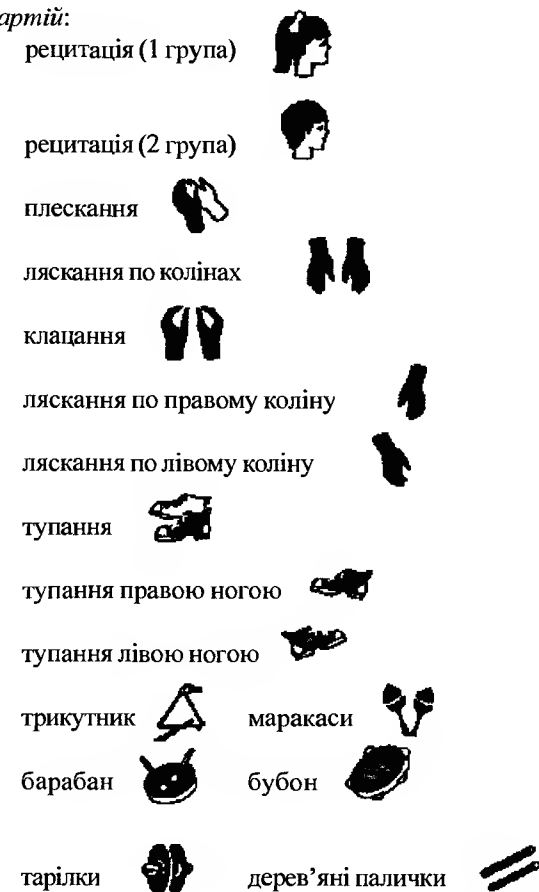 артій:
рецитація (1 група)
рецитація (2 група)
плескання
ляскання по колінах
клацання
ляскання по правому коліну
ляскання по лівому коліну
тупання
тупання правою ногою
тупання лівою ногою
трикутник маракаси
барабан бубон
тарілки дерев’яні палички